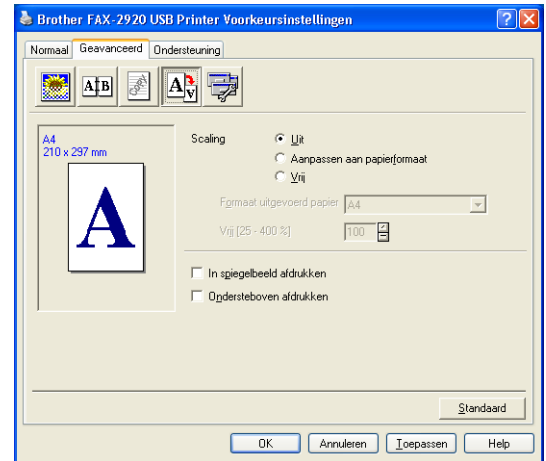 Brother FAX-2920 USB Printer Voorkeursinstellingen
Normaal Geavanceerd Ondersteuning
A B A V
A4
210 x 297 mm
A
Scaling Uit
Aanpassen aan papierformaat
Vrij
Formaat uitgevoerd papier A4
Vrij [25 - 400 %] 100
In spiegelbeeld afdrukken
Ondersteboven afdrukken
Standaard
OK Annuleren Toepassen Help